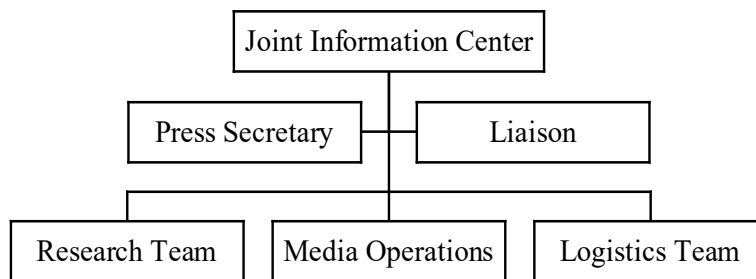 Joint Information Center
Press Secretary
Liaison
Research Team
Media Operations
Logistics Team